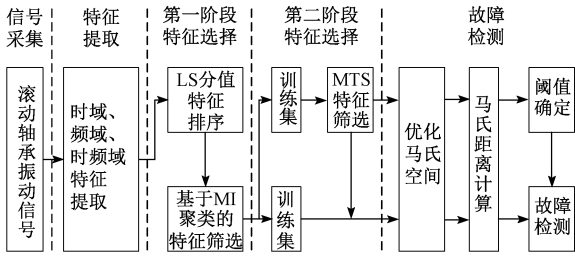 信号
采集
特征
提取
第一阶段
特征选择
第二阶段
特征选择
故障
检测
滚动轴承振动信号
时域、
频域、
时频域
特征
提取
LS分值
特征
排序
基于MI
聚类的
特征筛选
训
练
集
MTS
特征
筛选
训
练
集
优化
马氏
空间
马氏距离计算
阈值
确定
故障
检测